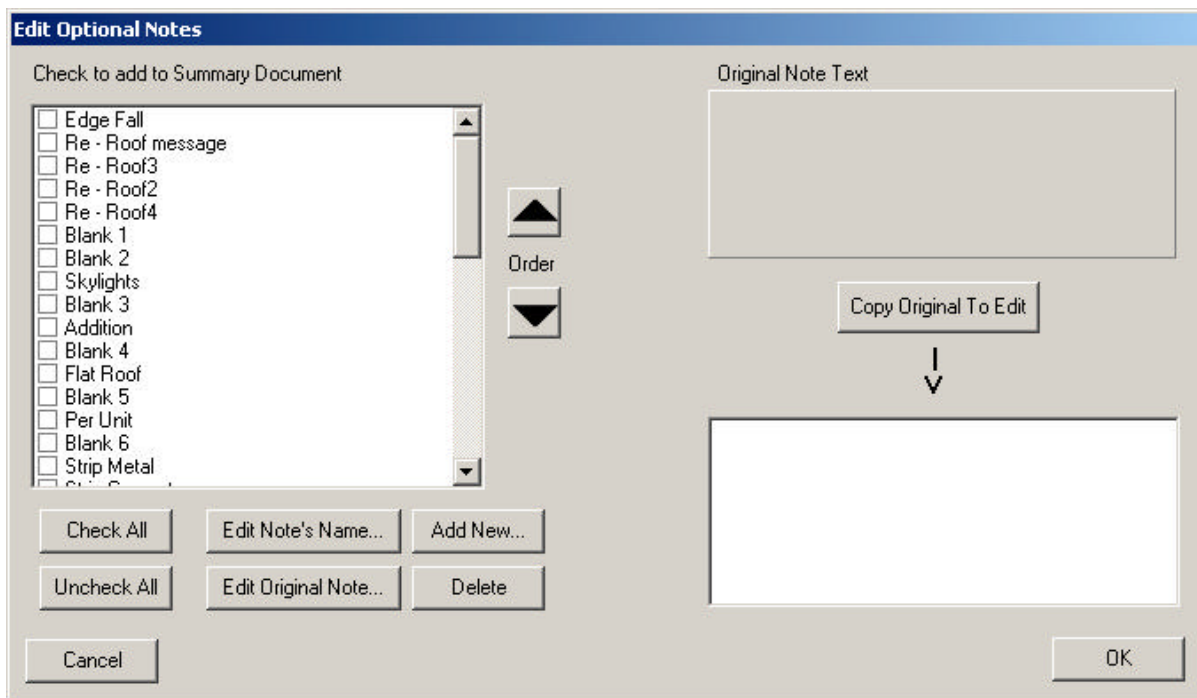 Edit Optional Notes
Check to add to Summary Document
Edge Fall
Re - Roof message
Re - Roof3
Re - Roof2
Re - Roof4
Blank 1
Blank 2
Skylights
Blank 3
Addition
Blank 4
Flat Roof
Blank 5
Per Unit
Blank 6
Strip Metal
Order
Check All
Edit Note's Name...
Add New...
Uncheck All
Edit Original Note...
Delete
Cancel
Original Note Text
Copy Original To Edit
OK